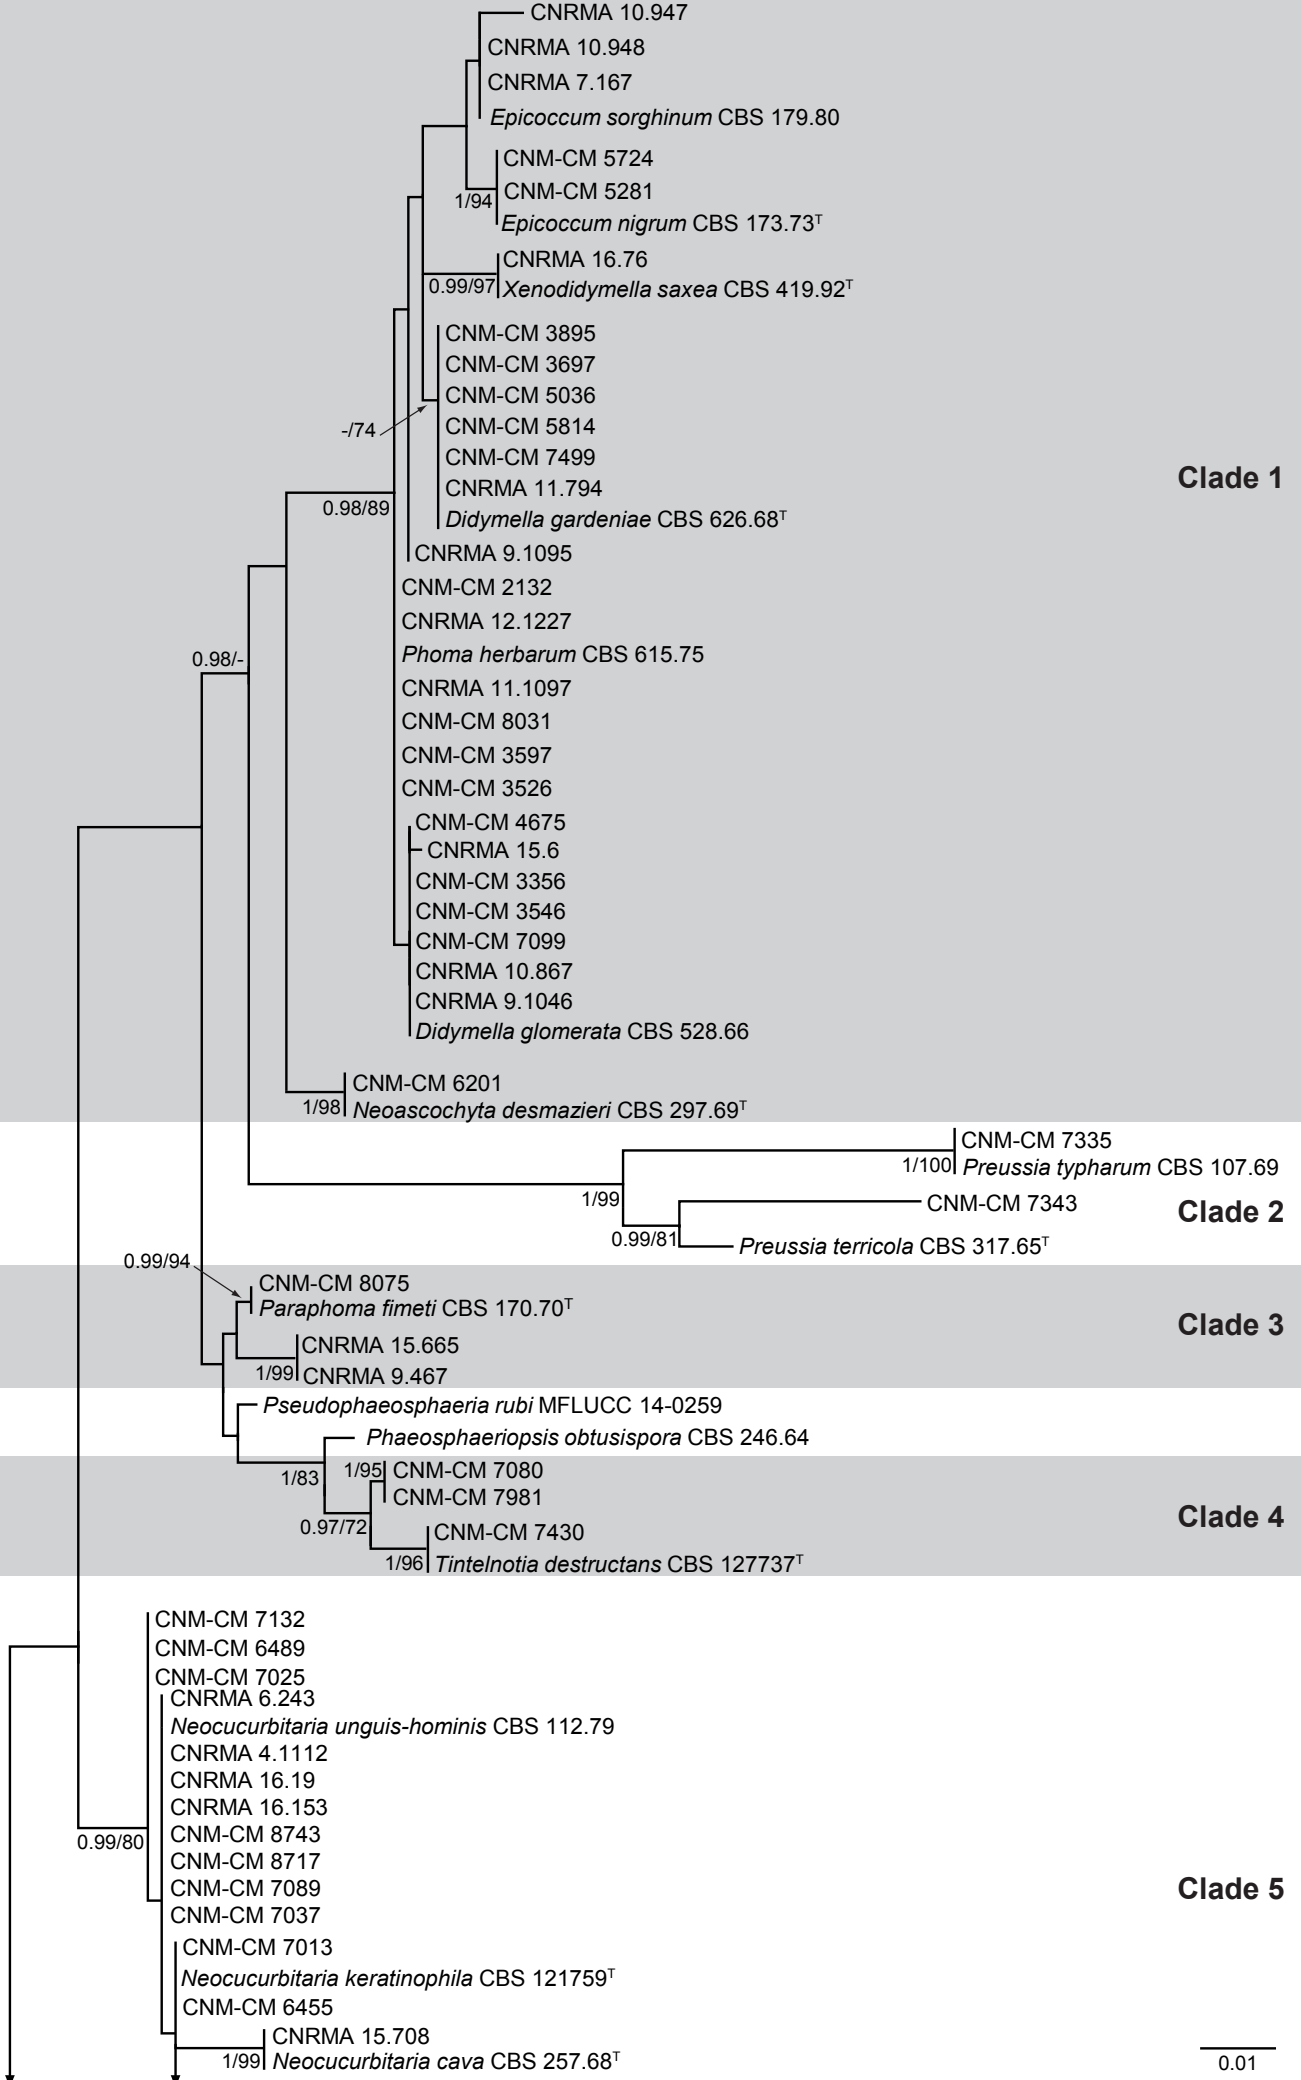 CNRMA 10.947
CNRMA 10.948
CNRMA 7.167
Epicoccum sorghinum CBS 179.80
CNM-CM 5724
CNM-CM 5281
1/94
Epicoccum nigrum CBS 173.73T
CNRMA 16.76
0.99/97
Xenodidymella saxea CBS 419.92T
CNM-CM 3895
CNM-CM 3697
CNM-CM 5036
-/74
CNM-CM 5814
CNM-CM 7499
Clade 1
CNRMA 11.794
0.98/89
Didymella gardeniae CBS 626.68T
CNRMA 9.1095
CNM-CM 2132
CNRMA 12.1227
Phoma herbarum CBS 615.75
0.98/-
CNRMA 11.1097
CNM-CM 8031
CNM-CM 3597
CNM-CM 3526
CNM-CM 4675
CNRMA 15.6
CNM-CM 3356
CNM-CM 3546
CNM-CM 7099
CNRMA 10.867
CNRMA 9.1046
Didymella glomerata CBS 528.66
CNM-CM 6201
1/98
Neoascochyta desmazieri CBS 297.69T
CNM-CM 7335
1/100
Preussia typharum CBS 107.69
1/99
CNM-CM 7343
Clade 2
0.99/81
Preussia terricola CBS 317.65T
0.99/94
CNM-CM 8075
Paraphoma fimeti CBS 170.70T
Clade 3
CNRMA 15.665
1/99
CNRMA 9.467
Pseudophaeosphaeria rubi MFLUCC 14-0259
Phaeosphaeriopsis obtusispora CBS 246.64
1/83
1/95
CNM-CM 7080
CNM-CM 7981
Clade 4
0.97/72
CNM-CM 7430
1/96
Tintelnotia destructans CBS 127737T
CNM-CM 7132
CNM-CM 6489
CNM-CM 7025
CNRMA 6.243
Neocucurbitaria unguis-hominis CBS 112.79
CNRMA 4.1112
CNRMA 16.19
CNRMA 16.153
CNM-CM 8743
0.99/80
CNM-CM 8717
CNM-CM 7089
Clade 5
CNM-CM 7037
CNM-CM 7013
Neocucurbitaria keratinophila CBS 121759T
CNM-CM 6455
CNRMA 15.708
1/99
Neocucurbitaria cava CBS 257.68T
0.01